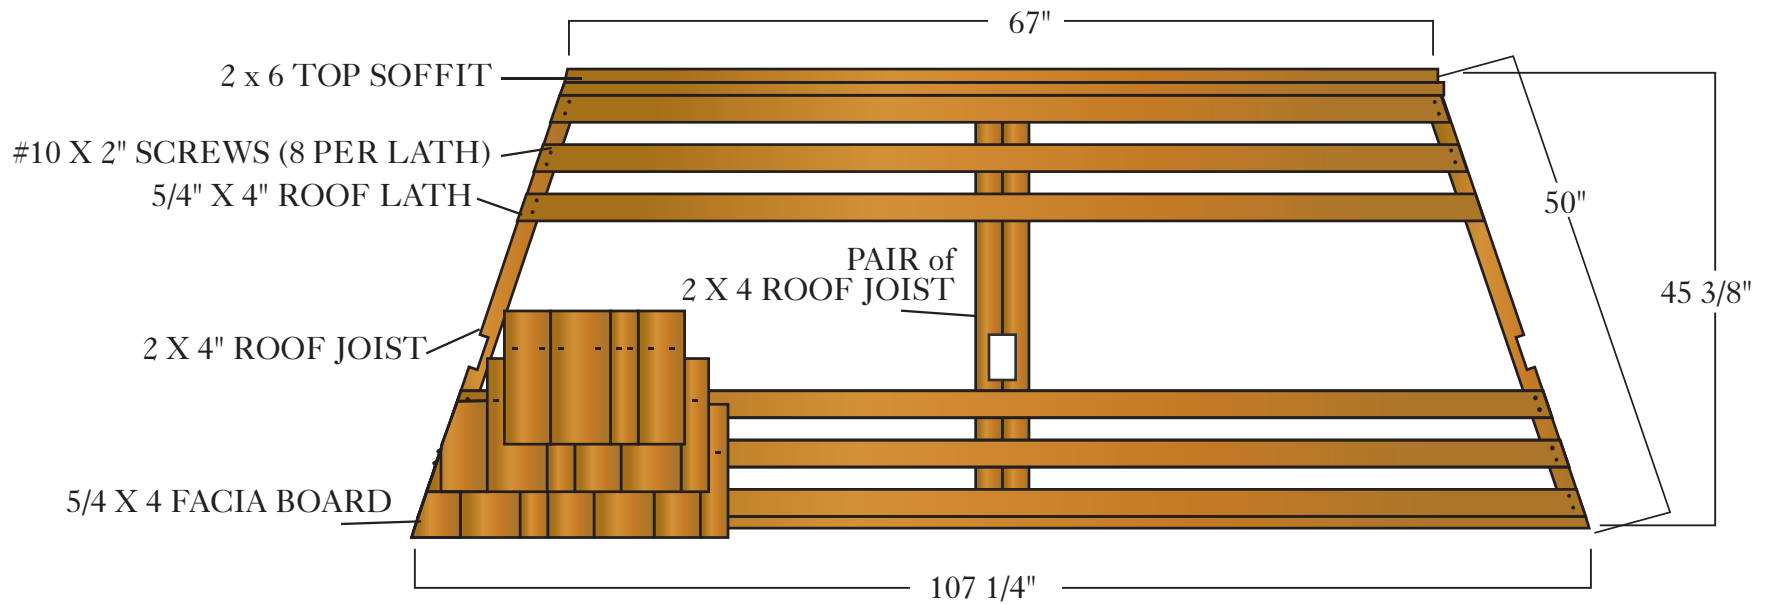 67"
2 x 6 TOP SOFFIT
#10 X 2" SCREWS (8 PER LATH)
5/4" X 4" ROOF LATH
50"
PAIR of
2 X 4 ROOF JOIST
45 3/8"
2 X 4" ROOF JOIST
5/4 X 4 FACIA BOARD
107 1/4"